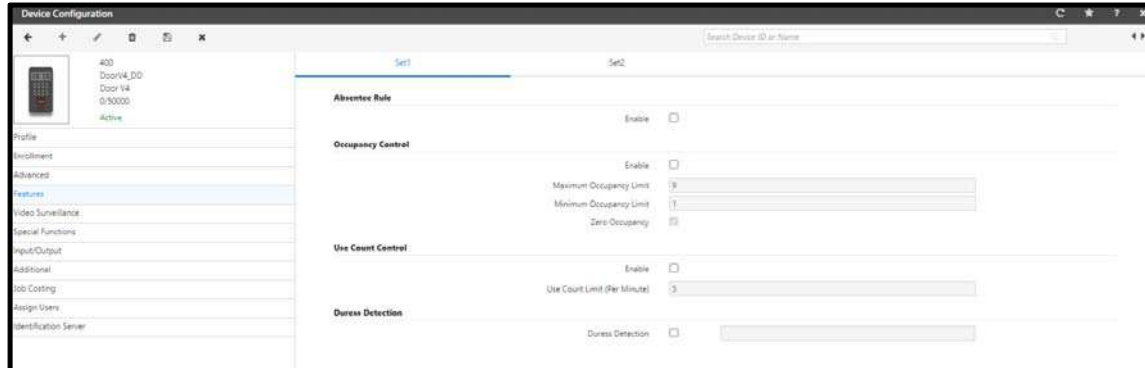 Device Configuration
?
Search Device ID or Name
400
DoorV4_DD
Door V4
0/50000
Active
Profile
Enrollment
Advanced
Features
Video Surveillance
Special Functions
Input/Output
Additional
Job Costing
Assign Users
Identification Server
Set1
Set2
Absentee Rule
Enable
Occupancy Control
Enable
Maximum Occupancy Limit 9
Minimum Occupancy Limit 1
Zero Occupancy
Use Count Control
Enable
Use Count Limit (Per Minute) 3
Duress Detection
Duress Detection